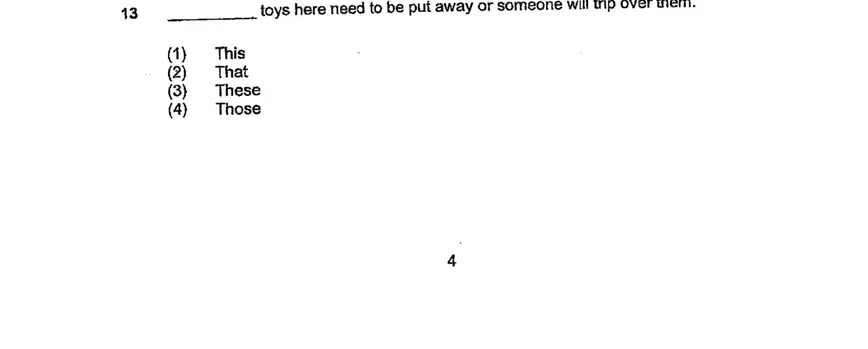 13 __________ toys here need to be put away or someone will trip over them.
(1) This
(2) That
(3) These
(4) Those
4